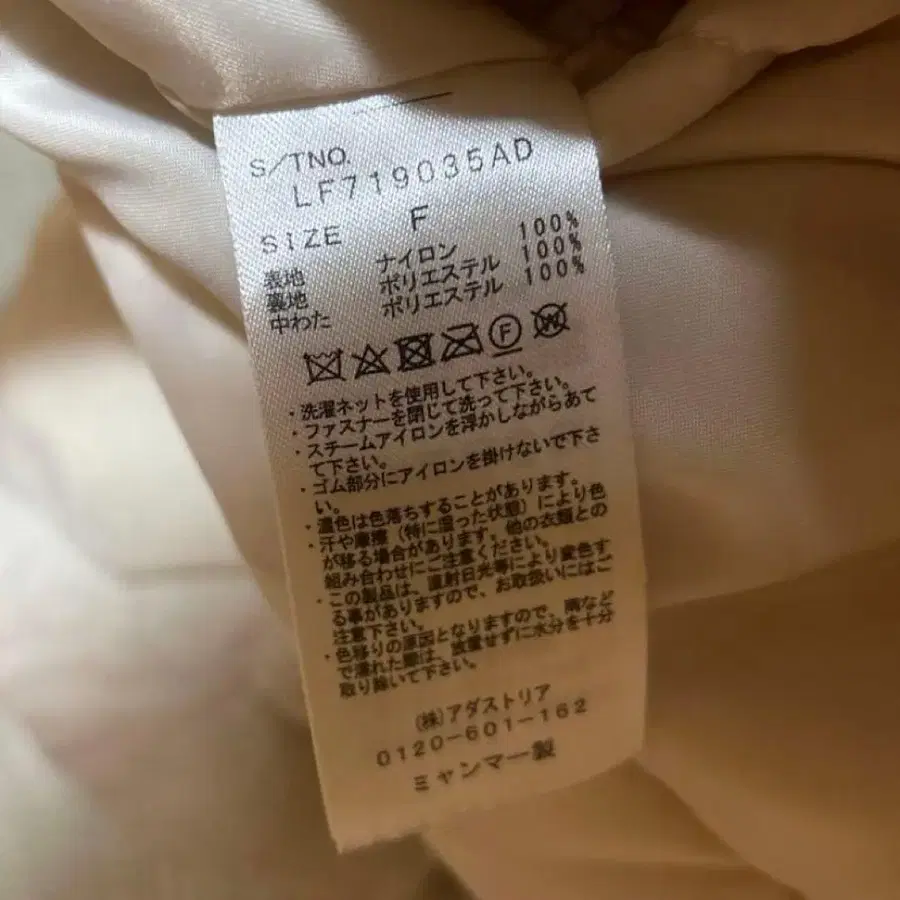 S/TNO.
LF719035AD
SIZE F
表地 ナイロン 100%
裏地 ポリエステル 100%
中わた ポリエステル 100%
F W
・洗濯ネットを使用して下さい。
・ファスナーを閉じて洗って下さい。
・スチームアイロンを浮かしながらあて
て下さい。
・ゴム部分にアイロンを掛けないで下さ
い。
・濃色は色落ちすることがあります。
・汗や摩擦(特に湿った状態)により色
が移る場合があります。他の衣類との
組み合わせにご注意ください。
・この製品は、直射日光等により変色す
る事がありますので、お取扱いにはご
注意下さい。
・色移りの原因となりますので、雨など
で濡れた際は、放置せずに水分を十分
取り除いて下さい。
(株)アダストリア
0120-601-162
ミャンマー製